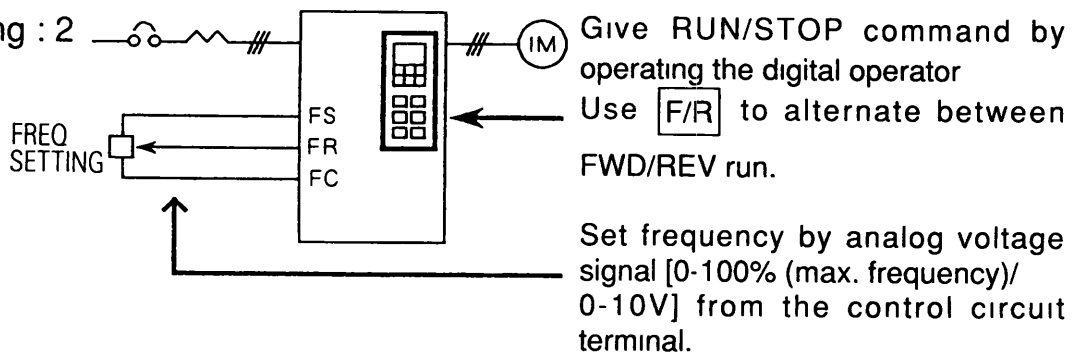 ng : 2
IM
FS
FR
FC
FREQ
SETTING
Give RUN/STOP command by
operating the digital operator
Use F/R to alternate between
FWD/REV run.
Set frequency by analog voltage
signal [0-100% (max. frequency)/
0-10V] from the control circuit
terminal.